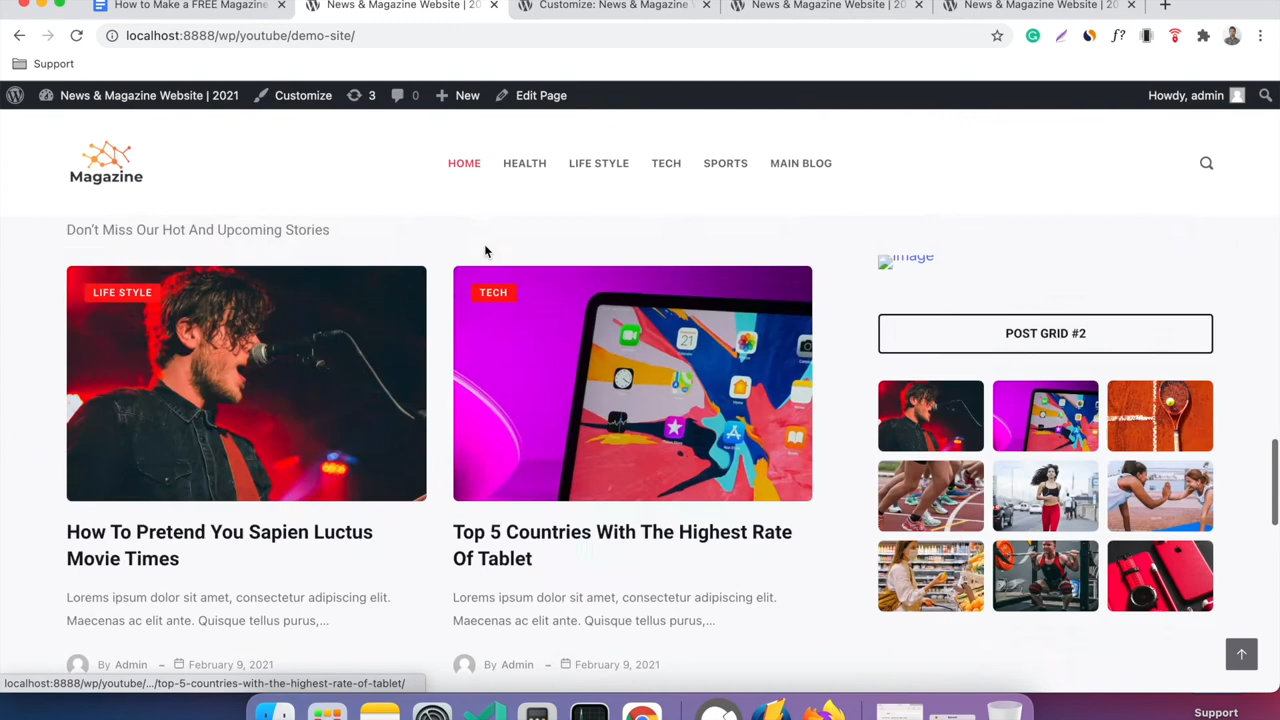 How to Make a FREE Magazine
News & Magazine Website | 20
Customize: News & Magazine
News & Magazine Website | 20
News & Magazine Website | 20
localhost:8888/wp/youtube/demo-site/
f?
Support
News & Magazine Website | 2021
Customize
3
0
New
Edit Page
Howdy, admin
Magazine
HOME
HEALTH
LIFE STYLE
TECH
SPORTS
MAIN BLOG
Don't Miss Our Hot And Upcoming Stories
Image
LIFE STYLE
TECH
21
POST GRID #2
How To Pretend You Sapien Luctus
Movie Times
Top 5 Countries With The Highest Rate
Of Tablet
Lorems ipsum dolor sit amet, consectetur adipiscing elit.
Maecenas ac elit ante. Quisque tellus purus,...
Lorems ipsum dolor sit amet, consectetur adipiscing elit.
Maecenas ac elit ante. Quisque tellus purus,...
By Admin – February 9, 2021
By Admin – February 9, 2021
localhost:8888/wp/youtube/.../top-5-countries-with-the-highest-rate-of-tablet/
Support